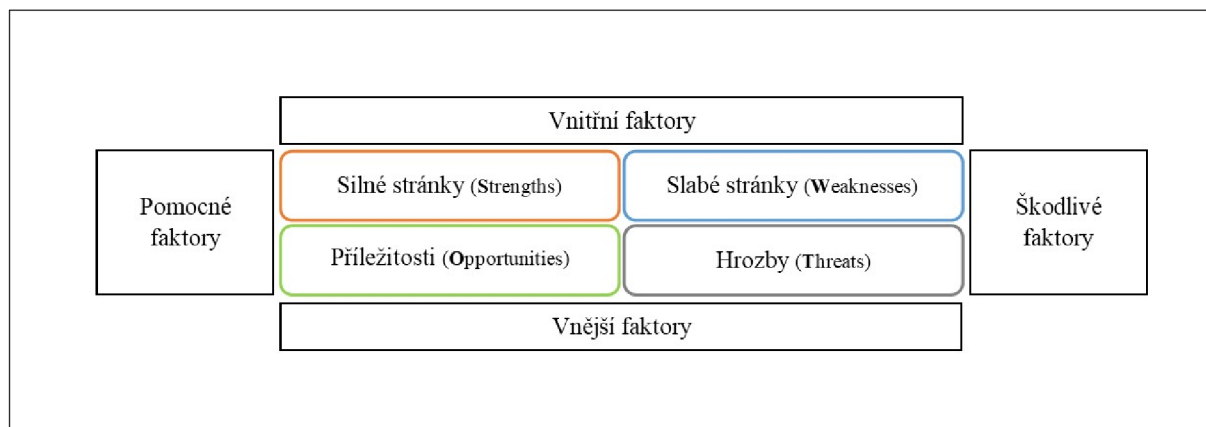 Vnitřní faktory
Pomocné
faktory
Silné stránky (Strengths)
Slabé stránky (Weaknesses)
Příležitosti (Opportunities)
Hrozby (Threats)
Škodlivé
faktory
Vnější faktory